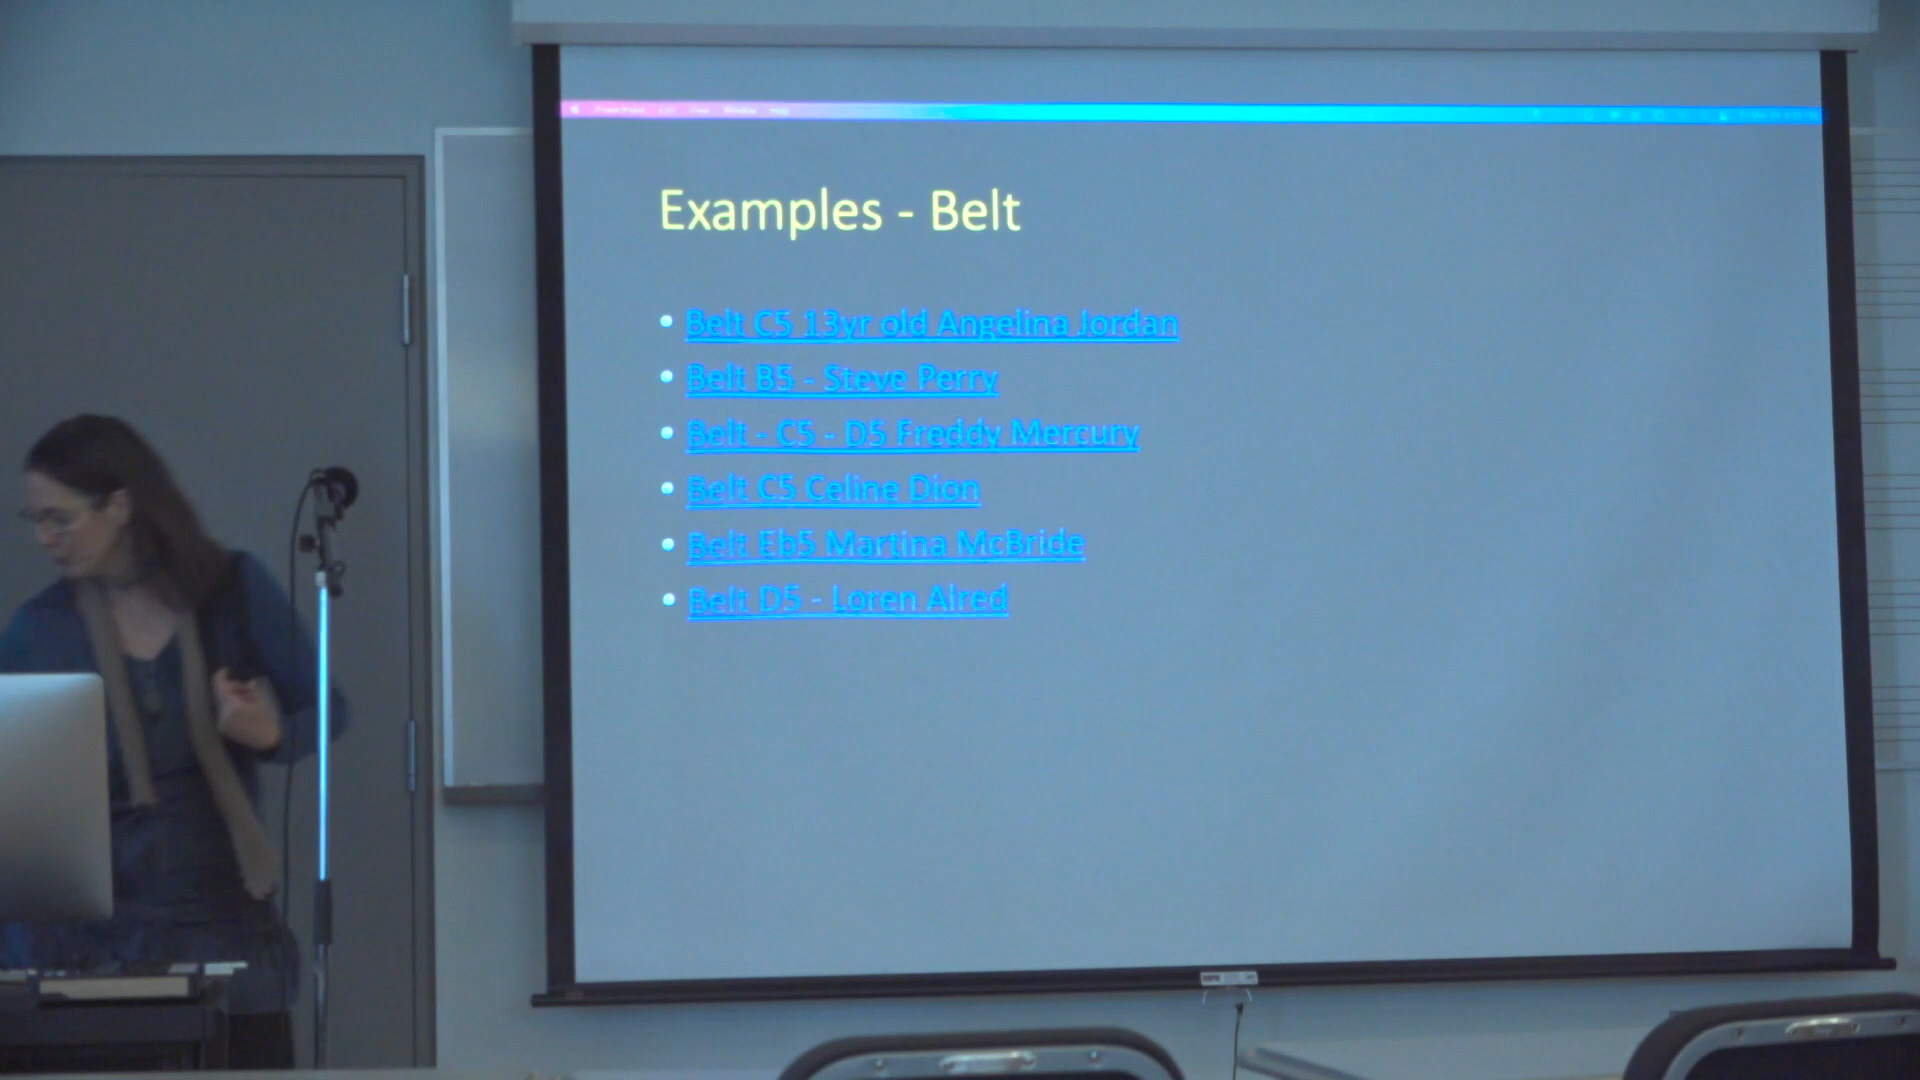 Examples - Belt
• Belt C5 13yr old Angelina Jordan
• Belt B5 - Steve Perry
• Belt - C5 - D5 Freddy Mercury
• Belt C5 Celine Dion
• Belt Eb5 Martina McBride
• Belt D5 - Loren Alred